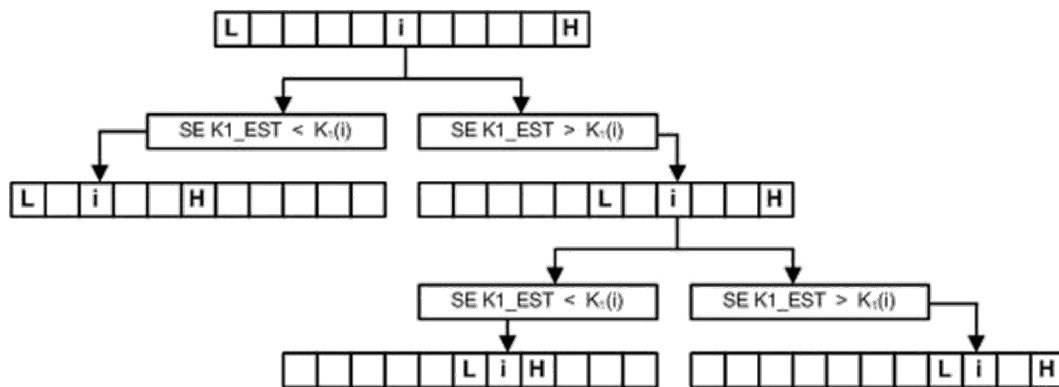 L i H
SE K1_EST < K₁(i)
SE K1_EST > K₁(i)
L i H
L i H
SE K1_EST < K₁(i)
SE K1_EST > K₁(i)
L i H
L i H